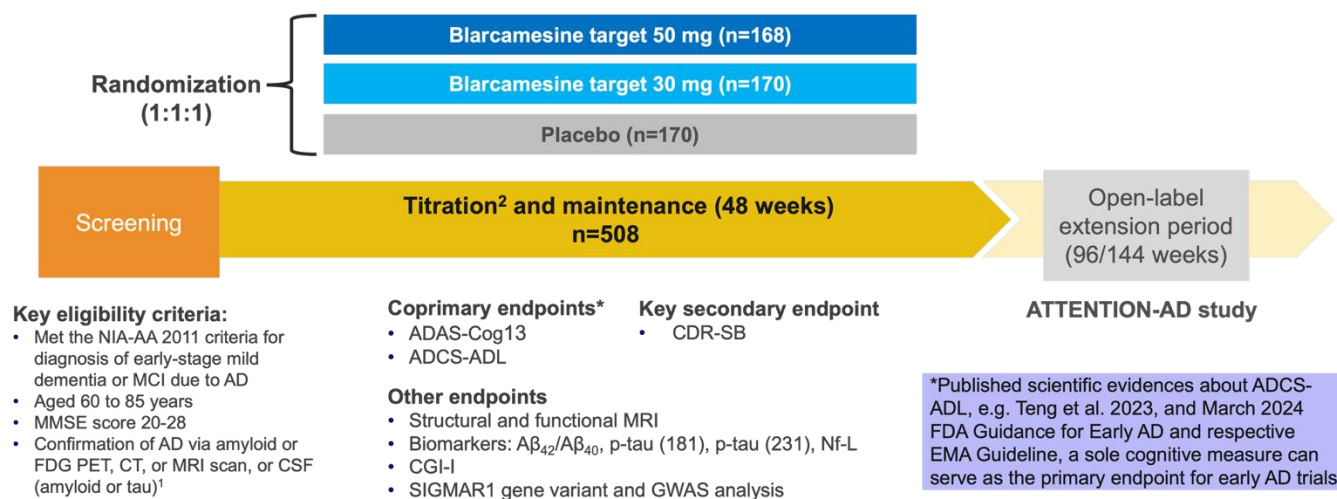 Blarcamesine target 50 mg (n=168)
Randomization
(1:1:1)
Blarcamesine target 30 mg (n=170)
Placebo (n=170)
Screening
Titration² and maintenance (48 weeks)
n=508
Open-label
extension period
(96/144 weeks)
ATTENTION-AD study
Key eligibility criteria:
• Met the NIA-AA 2011 criteria for
diagnosis of early-stage mild
dementia or MCI due to AD
• Aged 60 to 85 years
• MMSE score 20-28
• Confirmation of AD via amyloid or
FDG PET, CT, or MRI scan, or CSF
(amyloid or tau)¹
Coprimary endpoints*
• ADAS-Cog13
• ADCS-ADL
Key secondary endpoint
• CDR-SB
Other endpoints
• Structural and functional MRI
• Biomarkers: Aβ₄₂/Aβ₄₀, p-tau (181), p-tau (231), Nf-L
• CGI-I
• SIGMAR1 gene variant and GWAS analysis
*Published scientific evidences about ADCS-
ADL, e.g. Teng et al. 2023, and March 2024
FDA Guidance for Early AD and respective
EMA Guideline, a sole cognitive measure can
serve as the primary endpoint for early AD trials